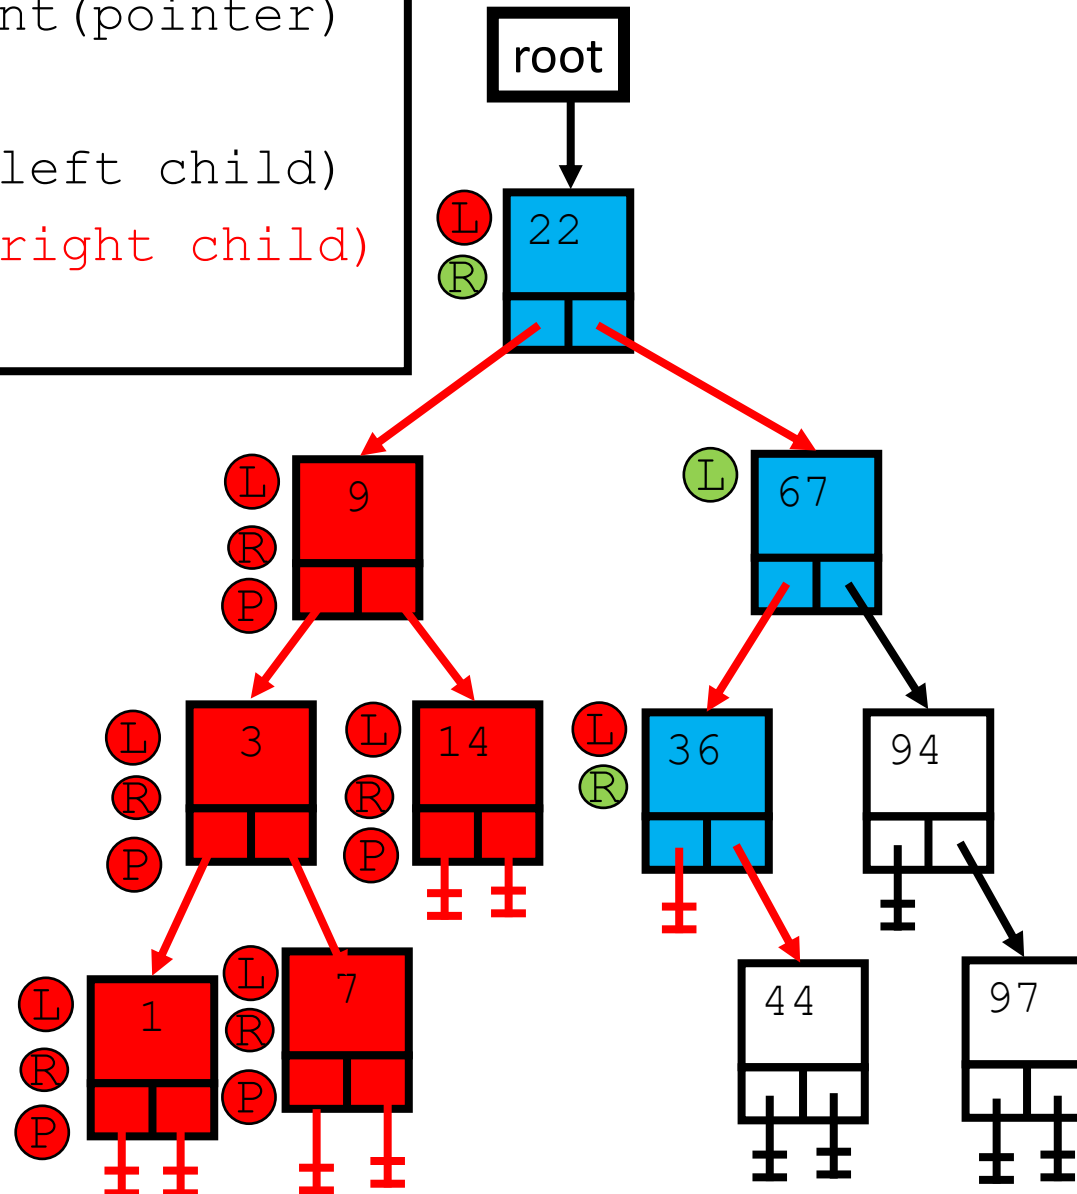 nt(pointer)
root
left child)
L
22
right child)
R
L
9
L
67
R
P
L
3
L
14
L
36
94
R
R
R
P
P
L
7
44
97
L
1
R
R
P
P